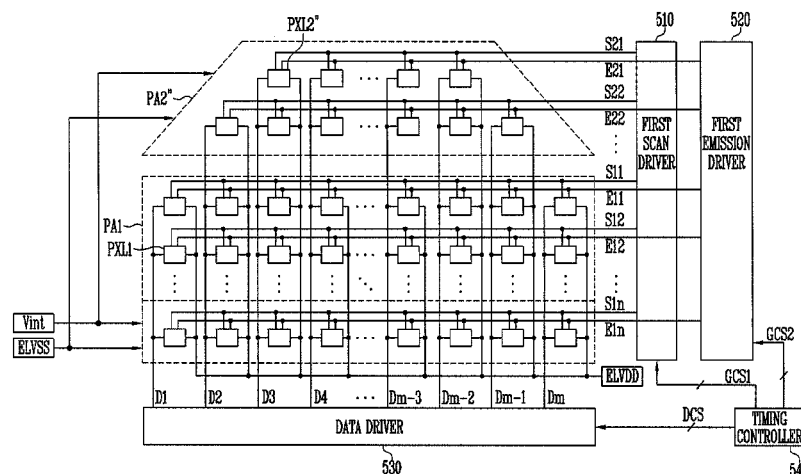 510
520
PXL2"
S21
E21
PA2"
S22
E22
FIRST
SCAN
DRIVER
FIRST
EMISSION
DRIVER
S11
E11
PA1
S12
E12
PXL1
Vint
S1n
E1n
ELVSS
GCS2
ELVDD
GCS1
D1 D2 D3 D4 ... Dm-3 Dm-2 Dm-1 Dm
DCS
DATA DRIVER
TIMING
CONTROLLER
530